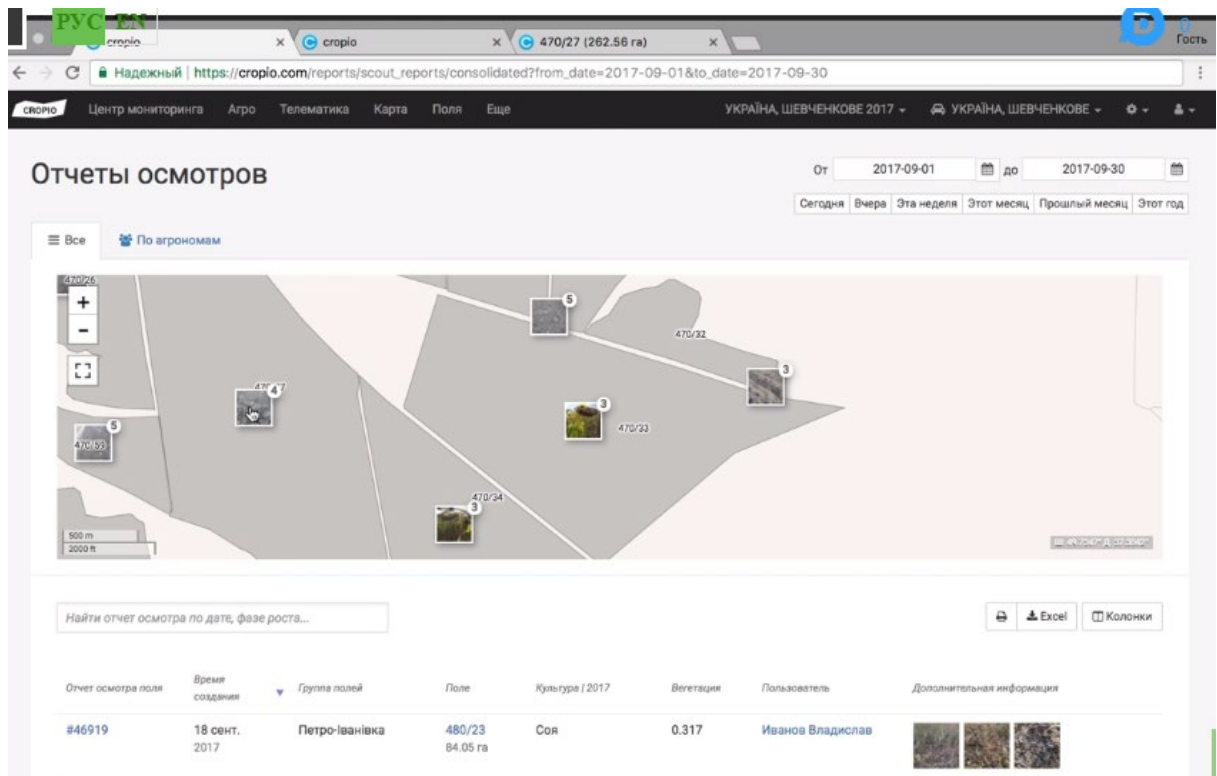 РУС EN
0
Гость
cropio
cropio
470/27 (262.56 га)
Надежный | https://cropio.com/reports/scout_reports/consolidated?from_date=2017-09-01&to_date=2017-09-30
CROPIO Центр мониторинга Агро Телематика Карта Поля Еще УКРАЇНА, ШЕВЧЕНКОВЕ 2017 УКРАЇНА, ШЕВЧЕНКОВЕ
Отчеты осмотров
От 2017-09-01 до 2017-09-30
Сегодня Вчера Эта неделя Этот месяц Прошлый месяц Этот год
Все По агрономам
470/26
+
−
5
470/32
3
4
3
470/33
5
470/34
3
500 m
2000 ft
Найти отчет осмотра по дате, фазе роста...
Excel Колонки
Отчет осмотра поля Время создания Группа полей Поле Культура | 2017 Вегетация Пользователь Дополнительная информация
#46919 18 сент. Петро-Іванівка 480/23 Соя 0.317 Иванов Владислав
2017 84.05 га